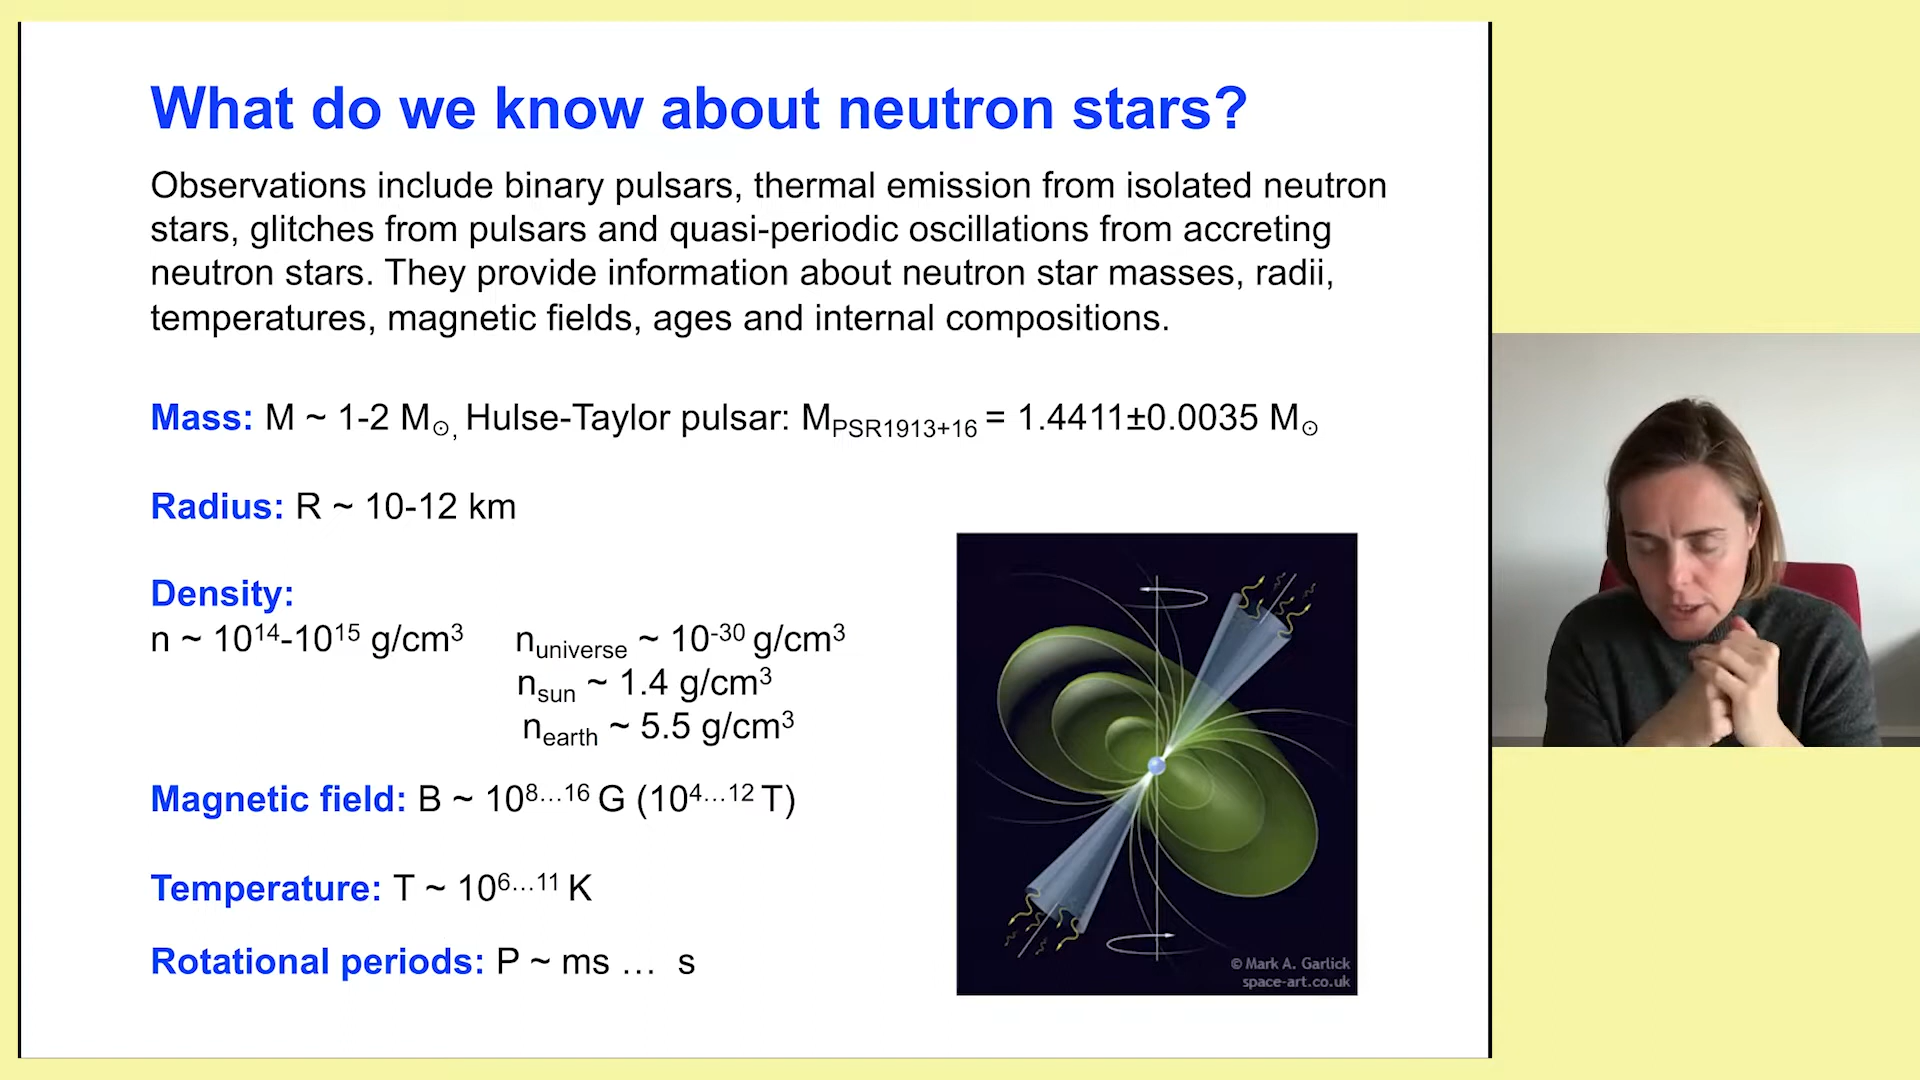 What do we know about neutron stars?
Observations include binary pulsars, thermal emission from isolated neutron
stars, glitches from pulsars and quasi-periodic oscillations from accreting
neutron stars. They provide information about neutron star masses, radii,
temperatures, magnetic fields, ages and internal compositions.
Mass: M ~ 1-2 M⊙, Hulse-Taylor pulsar: MPSR1913+16 = 1.4411±0.0035 M⊙
Radius: R ~ 10-12 km
Density:
n ~ 10¹⁴-10¹⁵ g/cm³ nuniverse ~ 10⁻³⁰ g/cm³
nsun ~ 1.4 g/cm³
nearth ~ 5.5 g/cm³
Magnetic field: B ~ 10⁸…¹⁶ G (10⁴…¹² T)
Temperature: T ~ 10⁶…¹¹ K
Rotational periods: P ~ ms … s
© Mark A. Garlick
space-art.co.uk